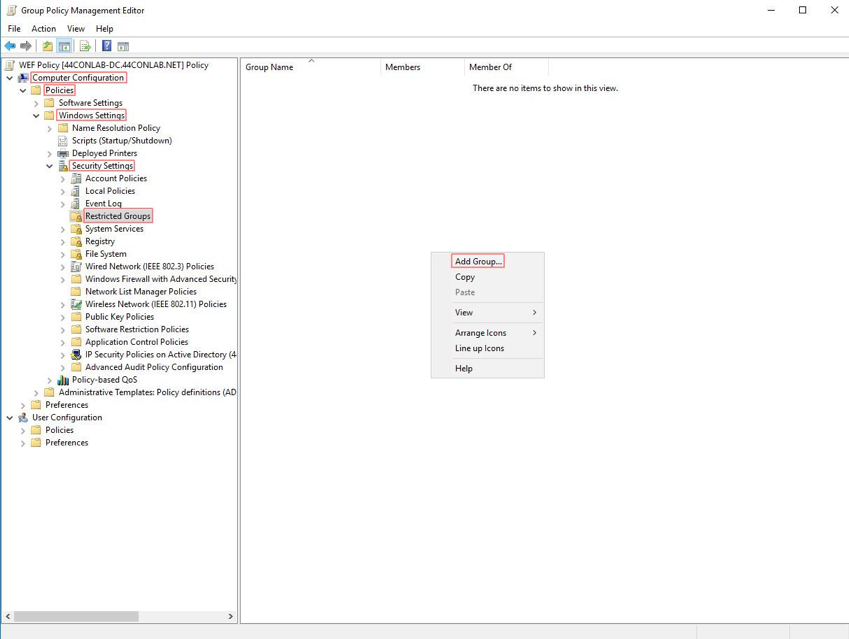 Group Policy Management Editor
File Action View Help
WEF Policy [44CONLAB-DC.44CONLAB.NET] Policy
Computer Configuration
Policies
Software Settings
Windows Settings
Name Resolution Policy
Scripts (Startup/Shutdown)
Deployed Printers
Security Settings
Account Policies
Local Policies
Event Log
Restricted Groups
System Services
Registry
File System
Wired Network (IEEE 802.3) Policies
Windows Firewall with Advanced Security
Network List Manager Policies
Wireless Network (IEEE 802.11) Policies
Public Key Policies
Software Restriction Policies
Application Control Policies
IP Security Policies on Active Directory (4
Advanced Audit Policy Configuration
Policy-based QoS
Administrative Templates: Policy definitions (AD
Preferences
User Configuration
Policies
Preferences
Group Name Members Member Of
There are no items to show in this view.
Add Group...
Copy
Paste
View
Arrange Icons
Line up Icons
Help